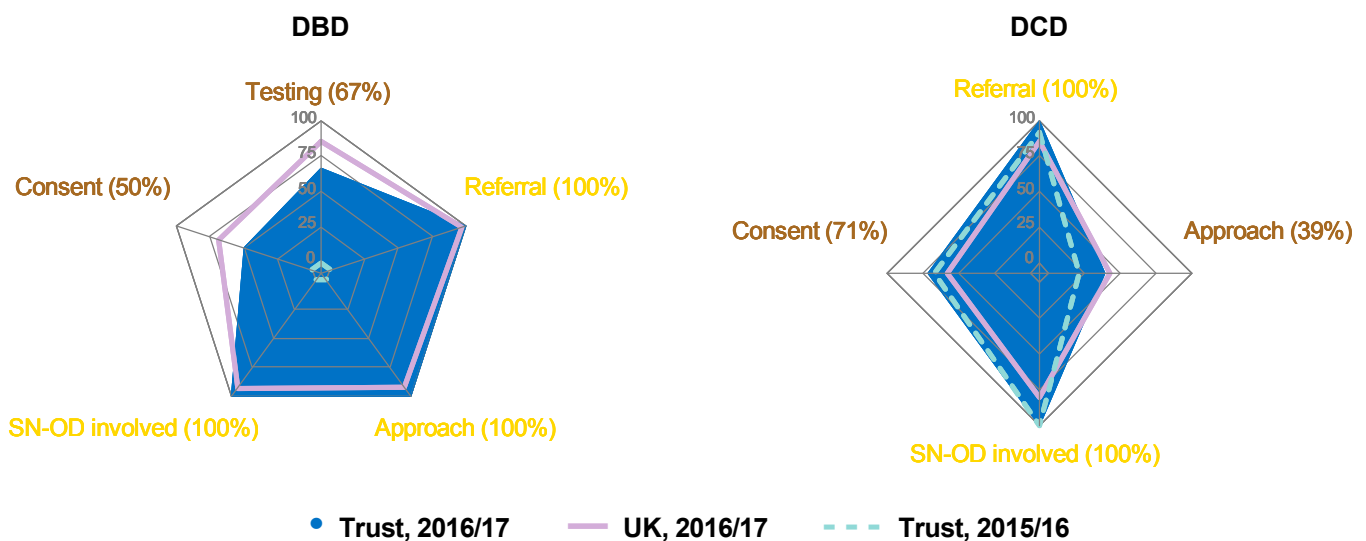 DBD
Testing (67%)
100
75
50
25
0
Consent (50%)
Referral (100%)
SN-OD involved (100%)
Approach (100%)
DCD
Referral (100%)
100
75
50
25
0
Consent (71%)
Approach (39%)
SN-OD involved (100%)
Trust, 2016/17
UK, 2016/17
Trust, 2015/16